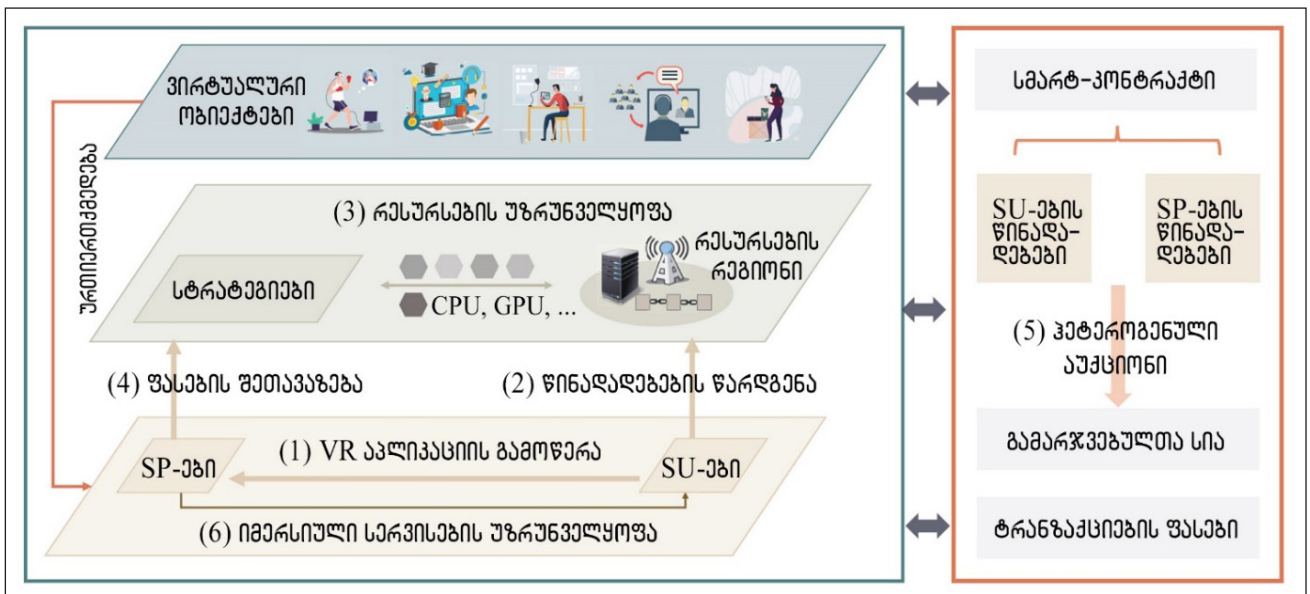 ვირტუალური
ობიექტები
ურთიერთქმედება
(3) რესურსების უზრუნველყოფა
სტრატეგიები
CPU, GPU, ...
რესურსების
რეგიონი
(4) ფასების შეთავაზება
(2) წინადადებების წარდგენა
SP-ები
(1) VR აპლიკაციის გამოწერა
SU-ები
(6) იმერსიული სერვისების უზრუნველყოფა
სმარტ-კონტრაქტი
SU-ების
წინადა-
დებები
SP-ების
წინადა-
დებები
(5) ჰეტეროგენული
აუქციონი
გამარჯვებულთა სია
ტრანზაქციების ფასები